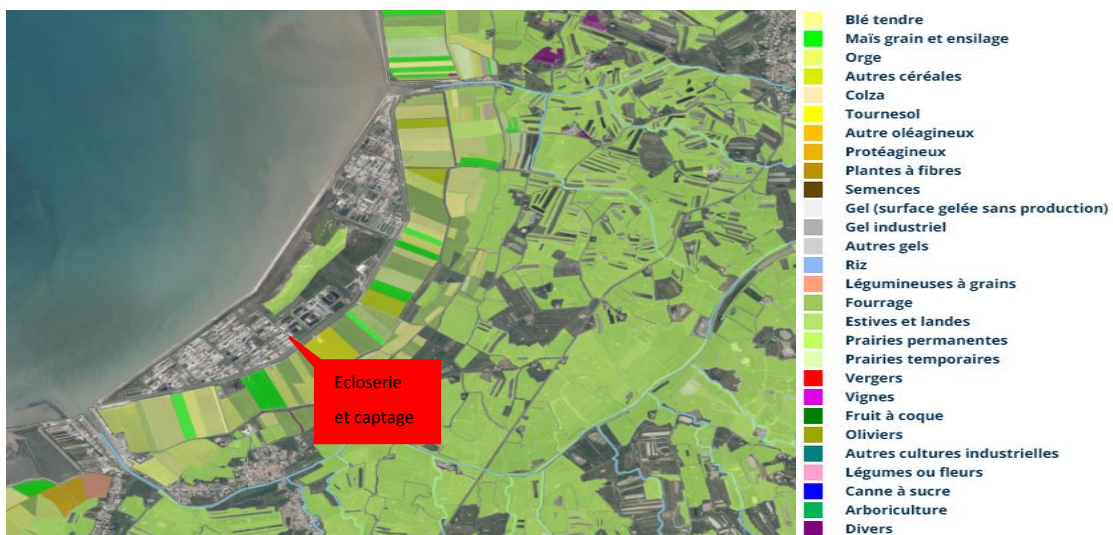 Ecloserie
et captage
Blé tendre
Maïs grain et ensilage
Orge
Autres céréales
Colza
Tournesol
Autre oléagineux
Protéagineux
Plantes à fibres
Semences
Gel (surface gelée sans production)
Gel industriel
Autres gels
Riz
Légumineuses à grains
Fourrage
Estives et landes
Prairies permanentes
Prairies temporaires
Vergers
Vignes
Fruit à coque
Oliviers
Autres cultures industrielles
Légumes ou fleurs
Canne à sucre
Arboriculture
Divers